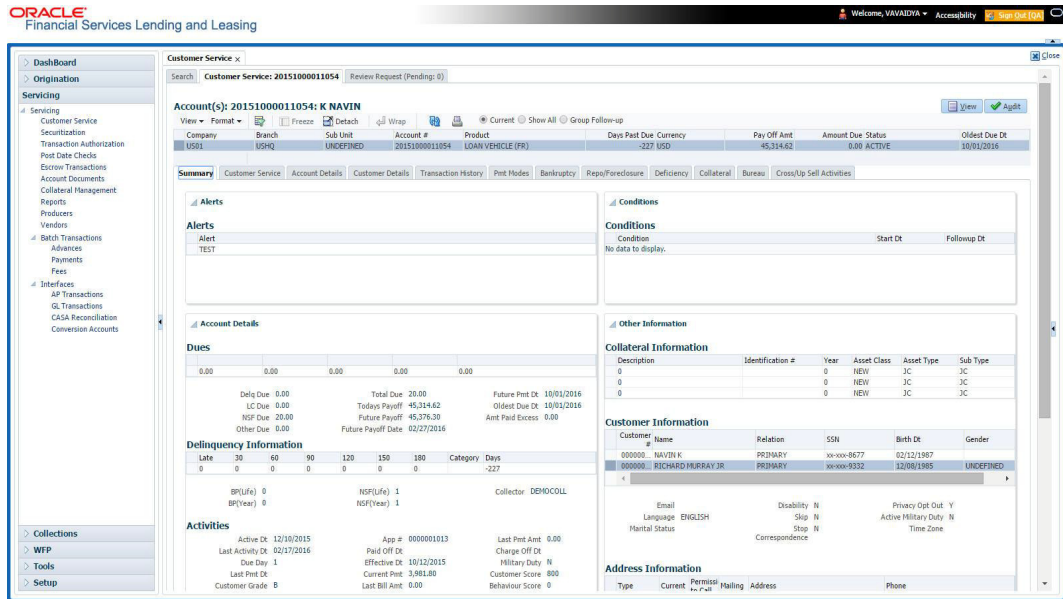 ORACLE
Financial Services Lending and Leasing
Welcome, VAVAIDYA Accessibility Sign Out [QA]
Close
DashBoard
Origination
Servicing
Servicing
Customer Service
Securitization
Transaction Authorization
Post Date Checks
Escrow Transactions
Account Documents
Collateral Management
Reports
Producers
Vendors
Batch Transactions
Advances
Payments
Fees
Interfaces
AP Transactions
GL Transactions
CASA Reconciliation
Conversion Accounts
Collections
WFP
Tools
Setup
Customer Service x
Search Customer Service: 20151000011054 Review Request (Pending: 0)
Account(s): 20151000011054: K NAVIN
View Audit
View Format Freeze Detach Wrap Current Show All Group Follow-up
Company Branch Sub Unit Account # Product Days Past Due Currency Pay Off Amt Amount Due Status Oldest Due Dt
US01 USHQ UNDEFINED 20151000011054 LOAN VEHICLE (FR) -227 USD 45,314.62 0.00 ACTIVE 10/01/2016
Summary Customer Service Account Details Customer Details Transaction History Pmt Modes Bankruptcy Repo/Foreclosure Deficiency Collateral Bureau Cross/Up Sell Activities
Alerts
Alerts
Alert
TEST
Conditions
Conditions
Condition Start Dt Followup Dt
No data to display.
Account Details
Dues
0.00 0.00 0.00 0.00 0.00
Delq Due 0.00 Total Due 20.00 Future Pmt Dt 10/01/2016
LC Due 0.00 Todays Payoff 45,314.62 Oldest Due Dt 10/01/2016
NSF Due 20.00 Future Payoff 45,376.30 Amt Paid Excess 0.00
Other Due 0.00 Future Payoff Date 02/27/2016
Delinquency Information
Late 30 60 90 120 150 180 Category Days
0 0 0 0 0 0 0 -227
BP(Life) 0 NSF(Life) 1 Collector DEMOCOLL
BP(Year) 0 NSF(Year) 1
Activities
Active Dt 12/10/2015 App # 0000001013 Last Pmt Amt 0.00
Last Activity Dt 02/17/2016 Paid Off Dt Charge Off Dt
Due Day 1 Effective Dt 10/12/2015 Military Duty N
Last Pmt Dt Current Pmt 3,981.80 Customer Score 800
Customer Grade B Last Bill Amt 0.00 Behaviour Score 0
Other Information
Collateral Information
Description Identification # Year Asset Class Asset Type Sub Type
0 0 NEW JC JC
0 0 NEW JC JC
0 0 NEW JC JC
Customer Information
Customer # Name Relation SSN Birth Dt Gender
000000... NAVIN K PRIMARY xx-xxx-8677 02/12/1987
000000... RICHARD MURRAY JR PRIMARY xx-xxx-9332 12/08/1985 UNDEFINED
Email Disability N Privacy Opt Out Y
Language ENGLISH Skip N Active Military Duty N
Marital Status Stop Correspondence N Time Zone
Address Information
Type Current Permissi to Call Mailing Address Phone